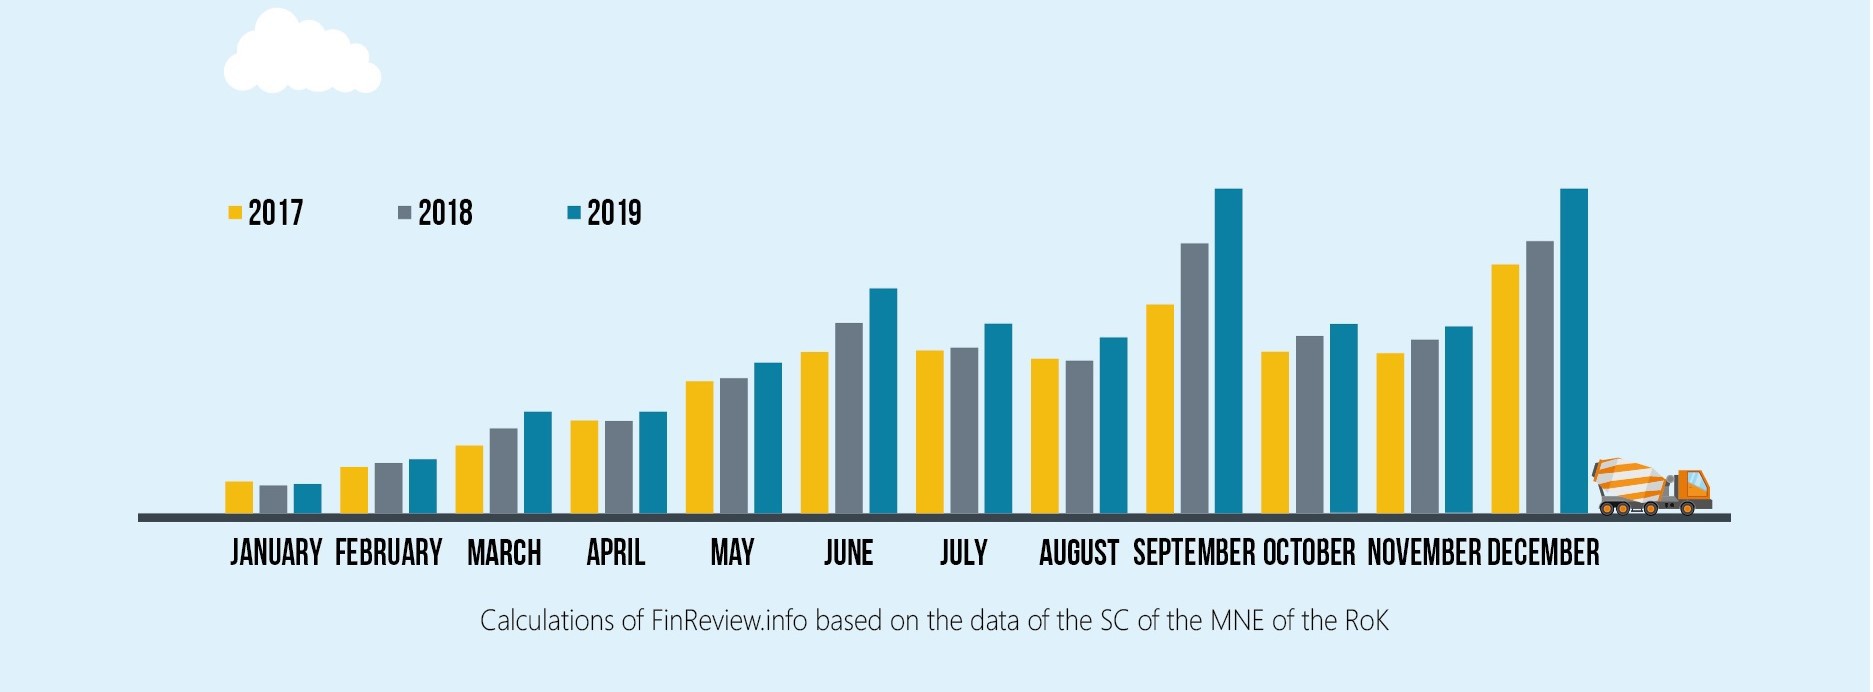 2017 2018 2019
JANUARY FEBRUARY MARCH APRIL MAY JUNE JULY AUGUST SEPTEMBER OCTOBER NOVEMBER DECEMBER
Calculations of FinReview.info based on the data of the SC of the MNE of the RoK